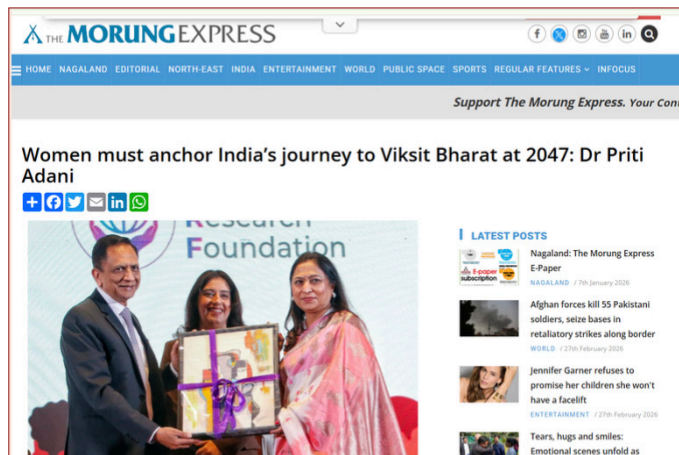 THE MORUNG EXPRESS
HOME NAGALAND EDITORIAL NORTH-EAST INDIA ENTERTAINMENT WORLD PUBLIC SPACE SPORTS REGULAR FEATURES INFOCUS
Support The Morung Express. Your Con
Women must anchor India's journey to Viksit Bharat at 2047: Dr Priti
Adani
Research
Foundation
LATEST POSTS
Nagaland: The Morung Express
E-Paper
NAGALAND / 7th January 2026
Afghan forces kill 55 Pakistani
soldiers, seize bases in
retaliatory strikes along border
WORLD / 27th February 2026
Jennifer Garner refuses to
promise her children she won't
have a facelift
ENTERTAINMENT / 27th February 2026
Tears, hugs and smiles:
Emotional scenes unfold as